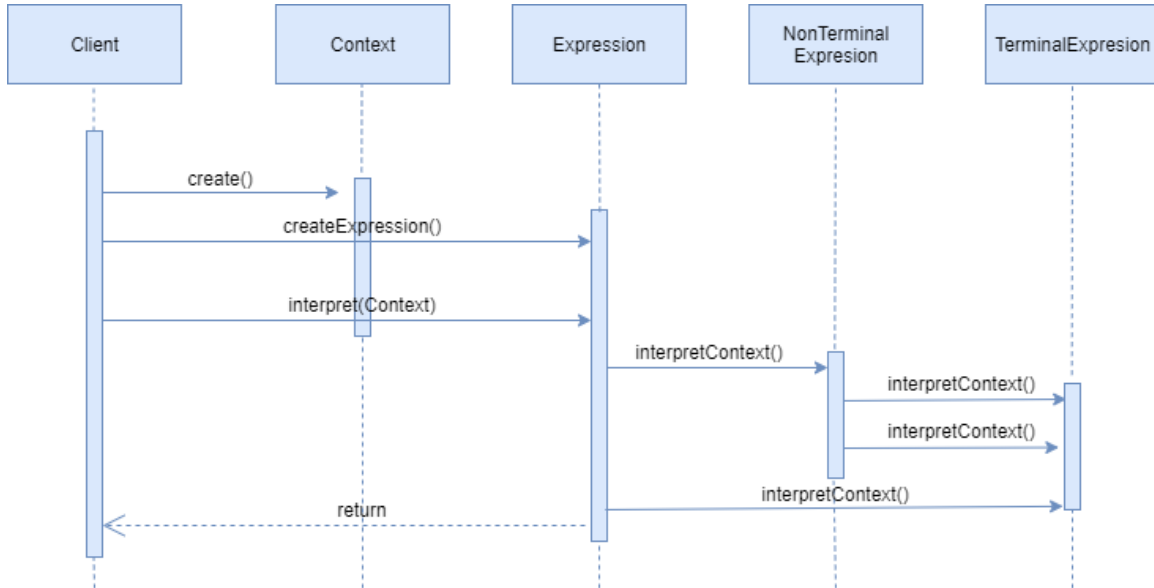 Client
Context
Expression
NonTerminal
Expresion
TerminalExpresion
create()
createExpression()
interpret(Context)
interpretContext()
interpretContext()
interpretContext()
interpretContext()
return